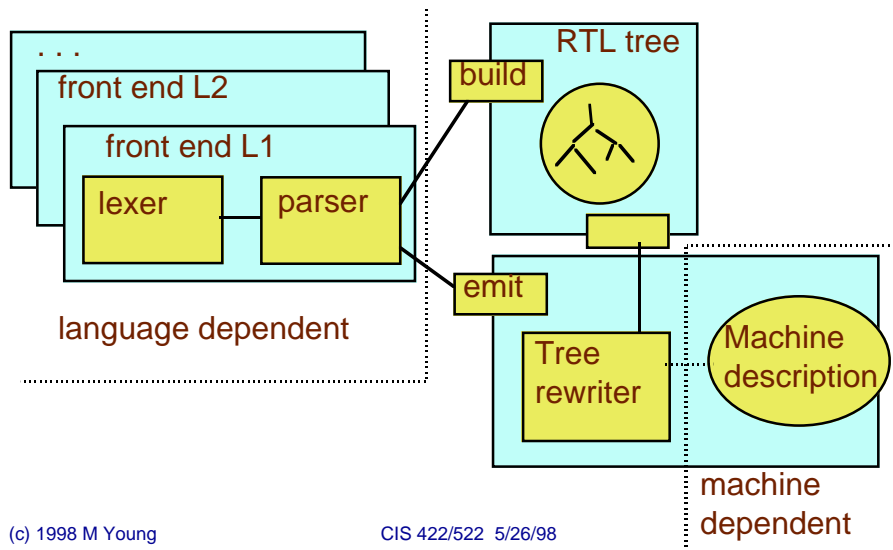 . . .
front end L2
front end L1
lexer
parser
language dependent
build
RTL tree
emit
Tree
rewriter
Machine
description
machine
dependent
(c) 1998 M Young
CIS 422/522 5/26/98